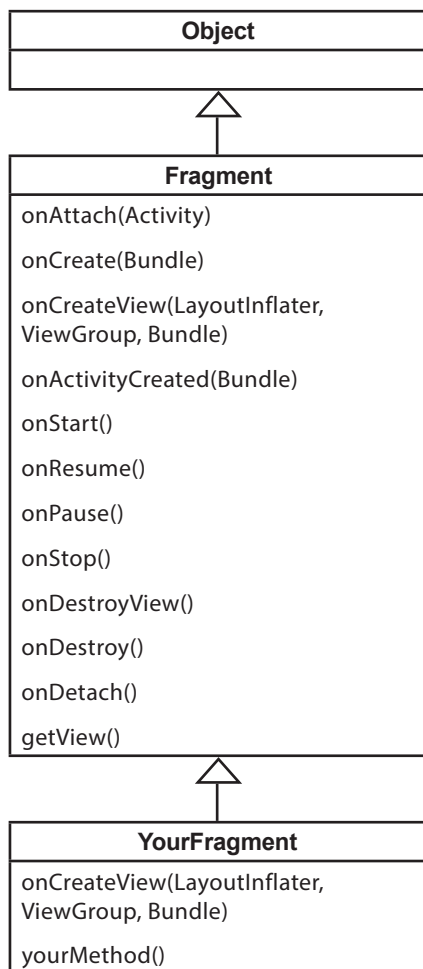 Object
Fragment
onAttach(Activity)
onCreate(Bundle)
onCreateView(LayoutInflater,
ViewGroup, Bundle)
onActivityCreated(Bundle)
onStart()
onResume()
onPause()
onStop()
onDestroyView()
onDestroy()
onDetach()
getView()
YourFragment
onCreateView(LayoutInflater,
ViewGroup, Bundle)
yourMethod()